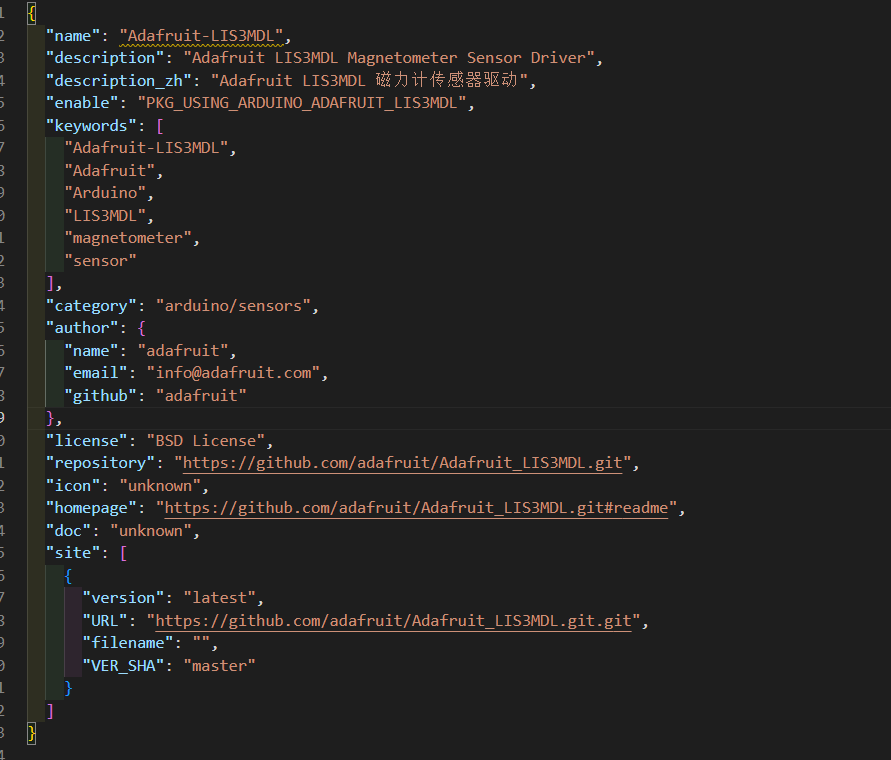 {
"name": "Adafruit-LIS3MDL",
"description": "Adafruit LIS3MDL Magnetometer Sensor Driver",
"description_zh": "Adafruit LIS3MDL 磁力计传感器驱动",
"enable": "PKG_USING_ARDUINO_ADAFRUIT_LIS3MDL",
"keywords": [
"Adafruit-LIS3MDL",
"Adafruit",
"Arduino",
"LIS3MDL",
"magnetometer",
"sensor"
],
"category": "arduino/sensors",
"author": {
"name": "adafruit",
"email": "info@adafruit.com",
"github": "adafruit"
},
"license": "BSD License",
"repository": "https://github.com/adafruit/Adafruit_LIS3MDL.git",
"icon": "unknown",
"homepage": "https://github.com/adafruit/Adafruit_LIS3MDL.git#readme",
"doc": "unknown",
"site": [
{
"version": "latest",
"URL": "https://github.com/adafruit/Adafruit_LIS3MDL.git.git",
"filename": "",
"VER_SHA": "master"
}
]
}